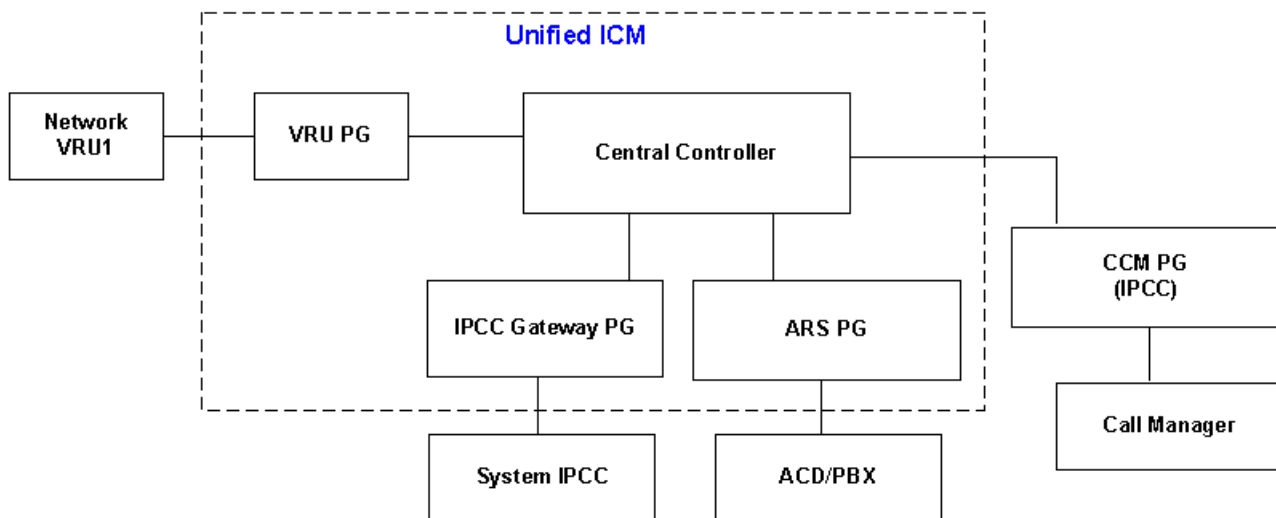 Unified ICM
Network
VRU1
VRU PG
Central Controller
CCM PG
(IPCC)
IPCC Gateway PG
ARS PG
Call Manager
System IPCC
ACD/PBX